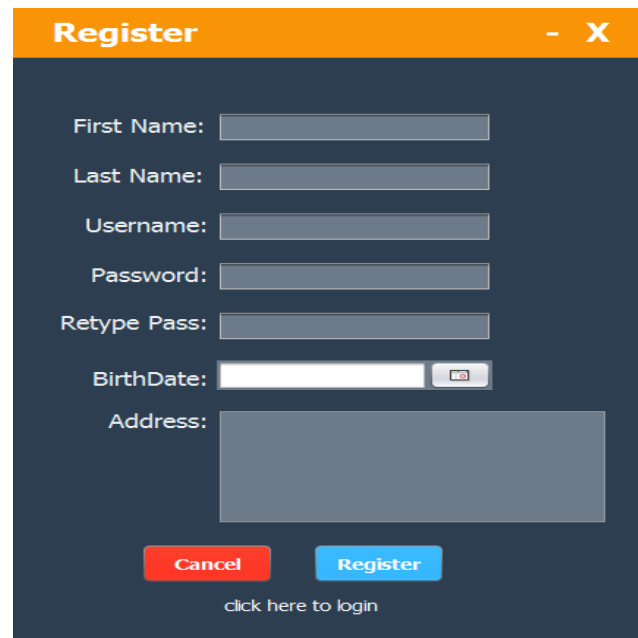 Register - X
First Name:
Last Name:
Username:
Password:
Retype Pass:
BirthDate:
Address:
Cancel Register
click here to login